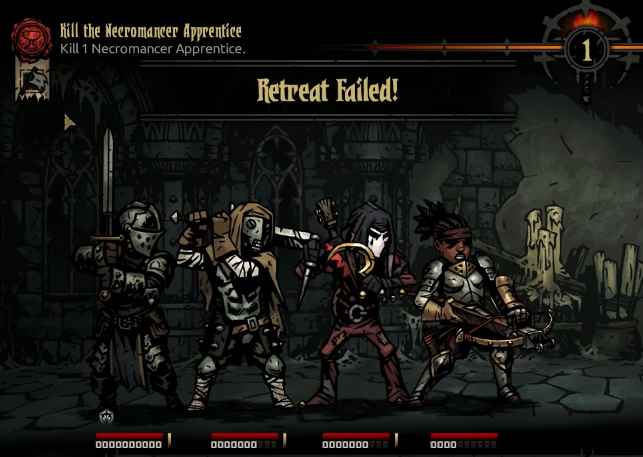 Kill the Necromancer Apprentice
Kill 1 Necromancer Apprentice.
1
Retreat Failed!